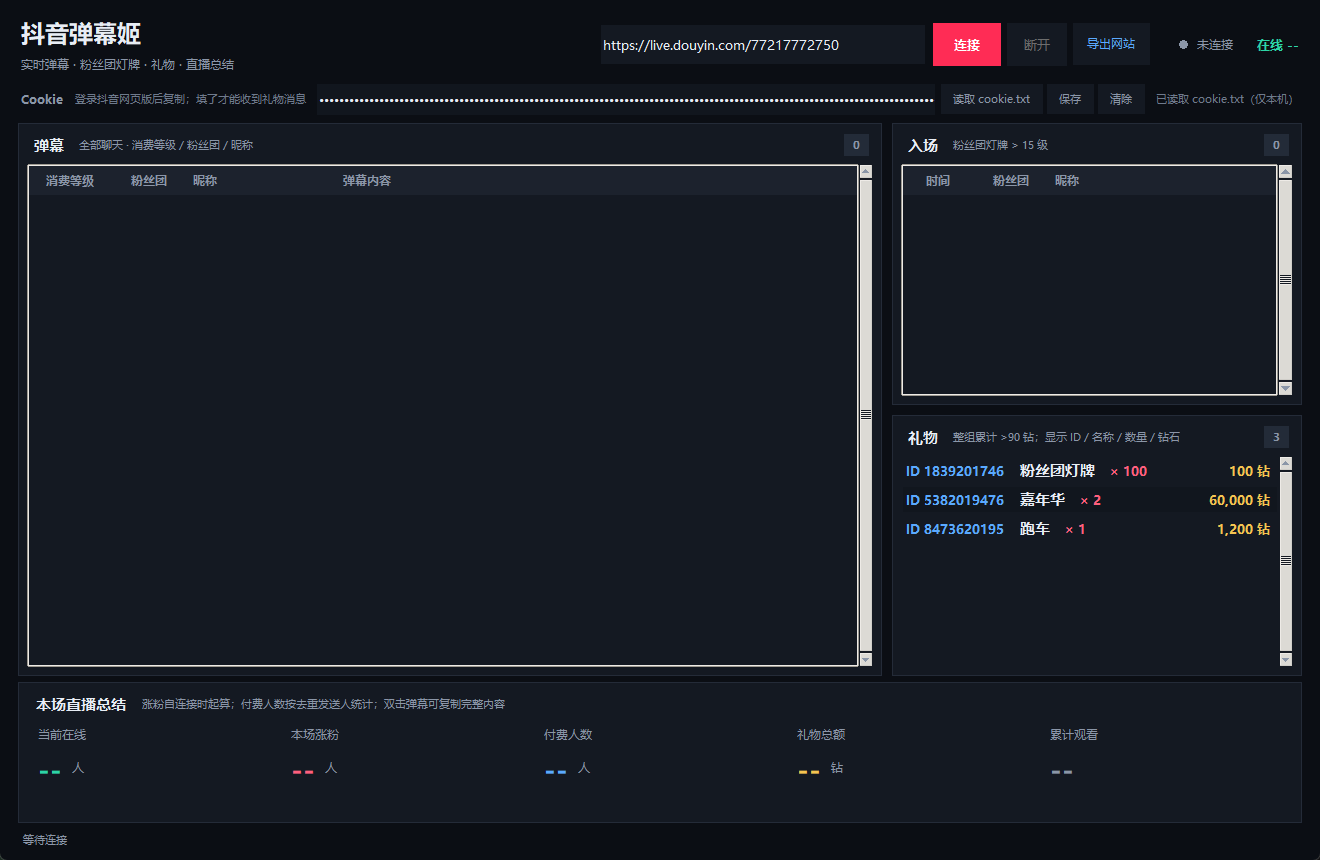 抖音弹幕姬
实时弹幕 · 粉丝团灯牌 · 礼物 · 直播总结
https://live.douyin.com/77217772750
连接
断开
导出网站
未连接
在线 --
Cookie 登录抖音网页版后复制；填了才能收到礼物消息
读取 cookie.txt
保存
清除
已读取 cookie.txt (仅本机)
弹幕 全部聊天 · 消费等级 / 粉丝团 / 昵称 0
消费等级 粉丝团 昵称 弹幕内容
入场 粉丝团灯牌 > 15 级 0
时间 粉丝团 昵称
礼物 整组累计 >90 钻；显示 ID / 名称 / 数量 / 钻石 3
ID 1839201746 粉丝团灯牌 × 100 100 钻
ID 5382019476 嘉年华 × 2 60,000 钻
ID 8473620195 跑车 × 1 1,200 钻
本场直播总结 涨粉自连接时起算；付费人数按去重发送人统计；双击弹幕可复制完整内容
当前在线 本场涨粉 付费人数 礼物总额 累计观看
-- 人 -- 人 -- 人 -- 钻 --
等待连接